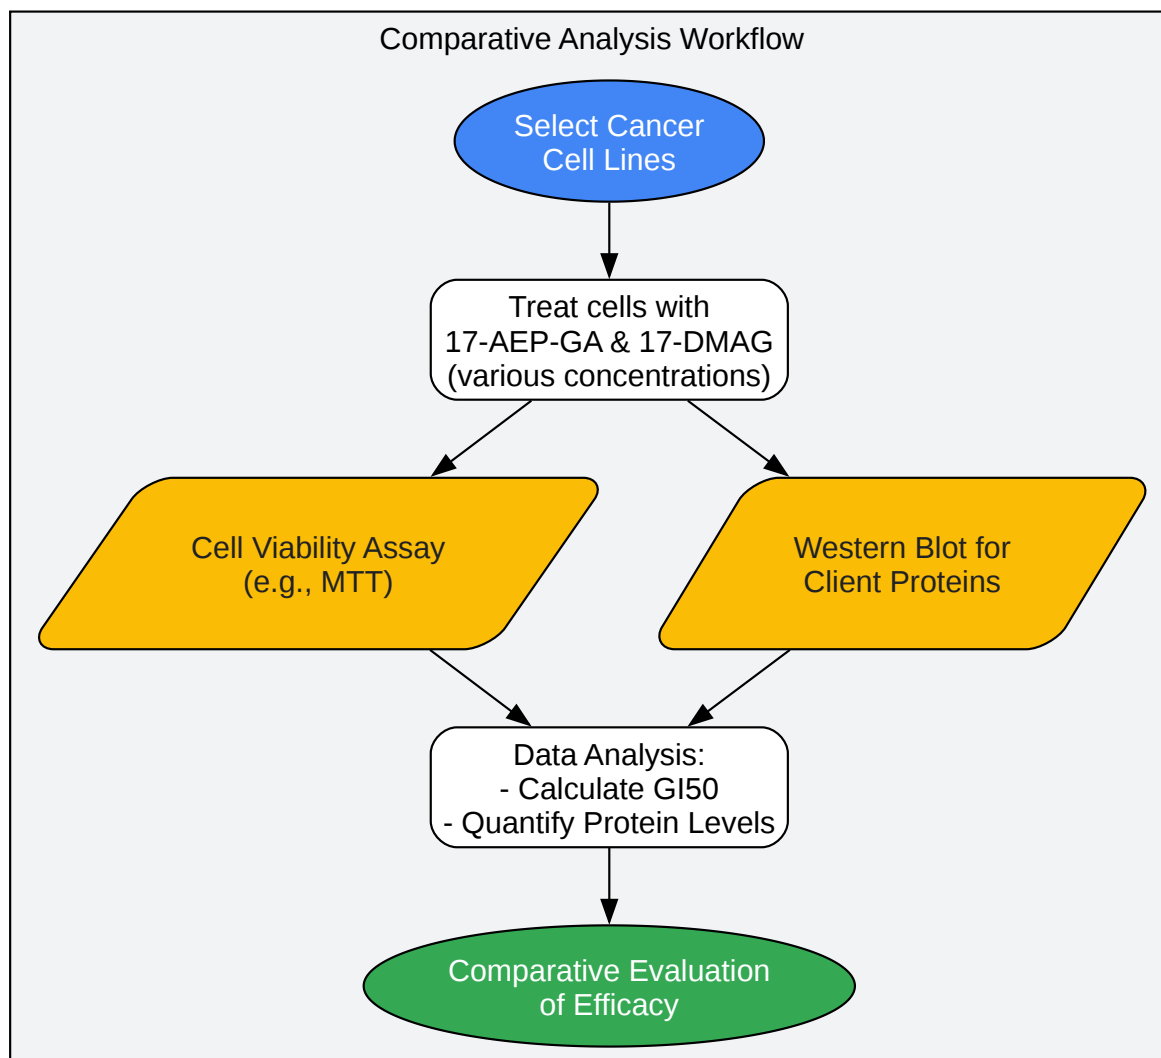 Comparative Analysis Workflow
Select Cancer
Cell Lines
Treat cells with
17-AEP-GA & 17-DMAG
(various concentrations)
Cell Viability Assay
(e.g., MTT)
Western Blot for
Client Proteins
Data Analysis:
- Calculate GI50
- Quantify Protein Levels
Comparative Evaluation
of Efficacy